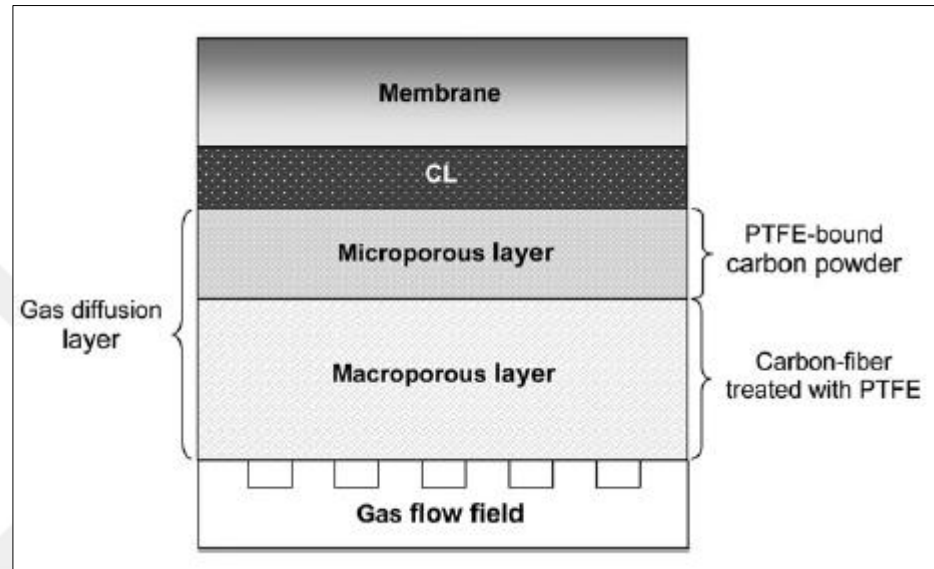 Membrane
CL
Microporous layer
PTFE-bound
carbon powder
Gas diffusion
layer
Macroporous layer
Carbon-fiber
treated with PTFE
Gas flow field